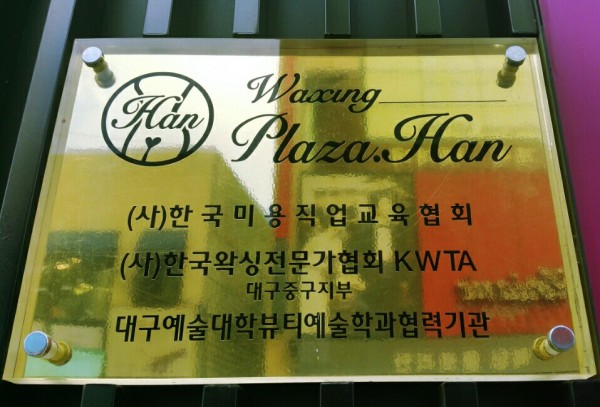 Han
Waxing
Plaza.Han
(사)한국미용직업교육협회
(사)한국왁싱전문가협회 KWTA
대구중구지부
대구예술대학뷰티예술학과협력기관